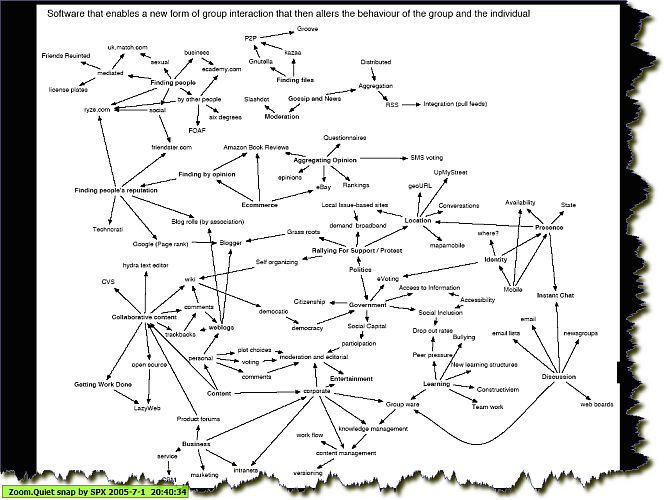 Software that enables a new form of group interaction that then alters the behaviour of the group and the individual
Groove
P2P
kazaa
Gnutella
Finding files
uk.match.com
Friends Reuinted
sexual
business
mediated
ecademy.com
Finding people
license plates
by other people
ryze.com
social
six degrees
FOAF
friendster.com
Distributed
Aggregation
Slashdot
Gossip and News
RSS
Integration (pull feeds)
Moderation
Questionnaires
Amazon Book Reviews
Aggregating Opinion
SMS voting
Finding by opinion
opinions
eBay
Rankings
Ecommerce
Finding people's reputation
Technorati
Blog rolls (by association)
Google (Page rank)
Blogger
UpMyStreet
geoURL
Local Issue-based sites
Conversations
Location
demand broadband
mapamobile
Grass roots
Rallying For Support / Protest
Self organizing
Politics
Availability
State
Presence
where?
Identity
Mobile
Instant Chat
hydra text editor
CVS
wiki
comments
Collaborative content
trackbacks
weblogs
democatic
democracy
eVoting
Access to Information
Citizenship
Government
Accessibility
Social Inclusion
Social Capital
participation
Drop out rates
Bullying
Peer pressure
New learning structures
Learning
Constructivism
Team work
email
email lists
newsgroups
Discussion
web boards
open source
personal
plot choices
voting
comments
moderation and editorial
Getting Work Done
LazyWeb
Content
Entertainment
corporate
Group ware
Product forums
knowledge management
work flow
Business
content management
service
marketing
intranets
versioning
Zoom.Quiet snap by SPX 2005-7-1 20:40:34